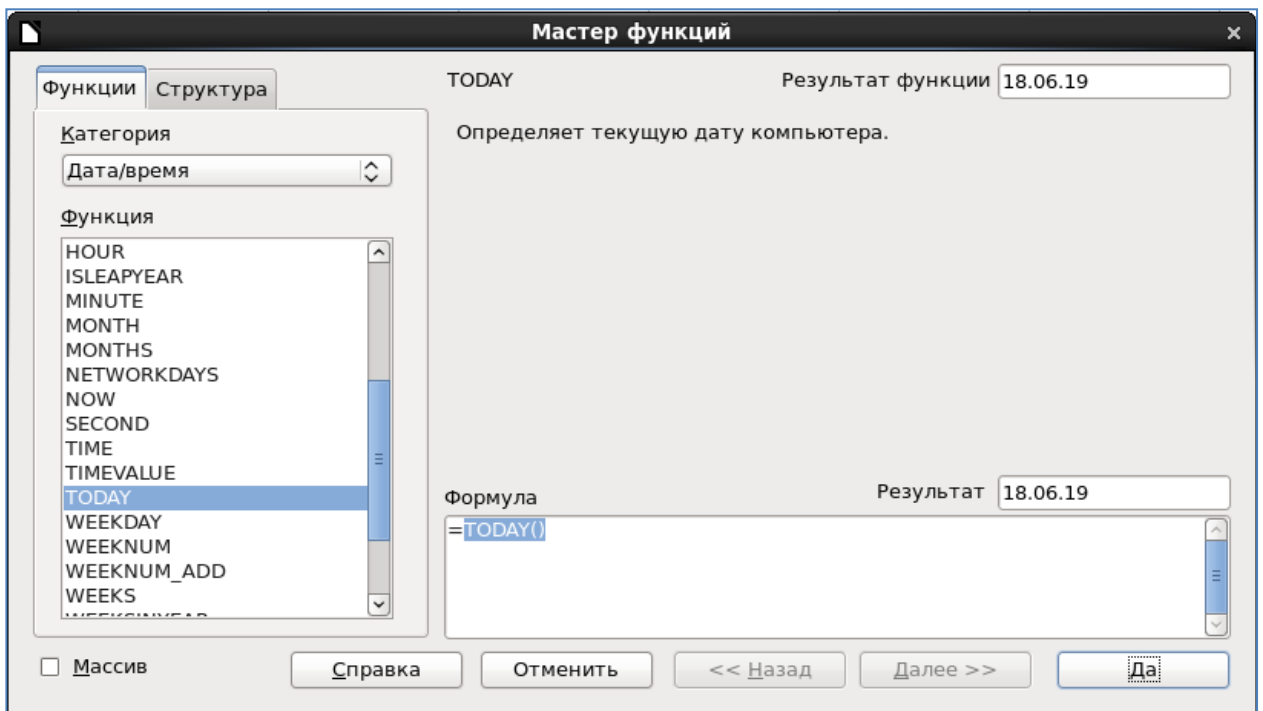 Мастер функций
Функции
Структура
Категория
Дата/время
Функция
HOUR
ISLEAPYEAR
MINUTE
MONTH
MONTHS
NETWORKDAYS
NOW
SECOND
TIME
TIMEVALUE
TODAY
WEEKDAY
WEEKNUM
WEEKNUM_ADD
WEEKS
TODAY
Результат функции 18.06.19
Определяет текущую дату компьютера.
Формула
Результат 18.06.19
=TODAY()
Массив
Справка
Отменить
<< Назад
Далее >>
Да